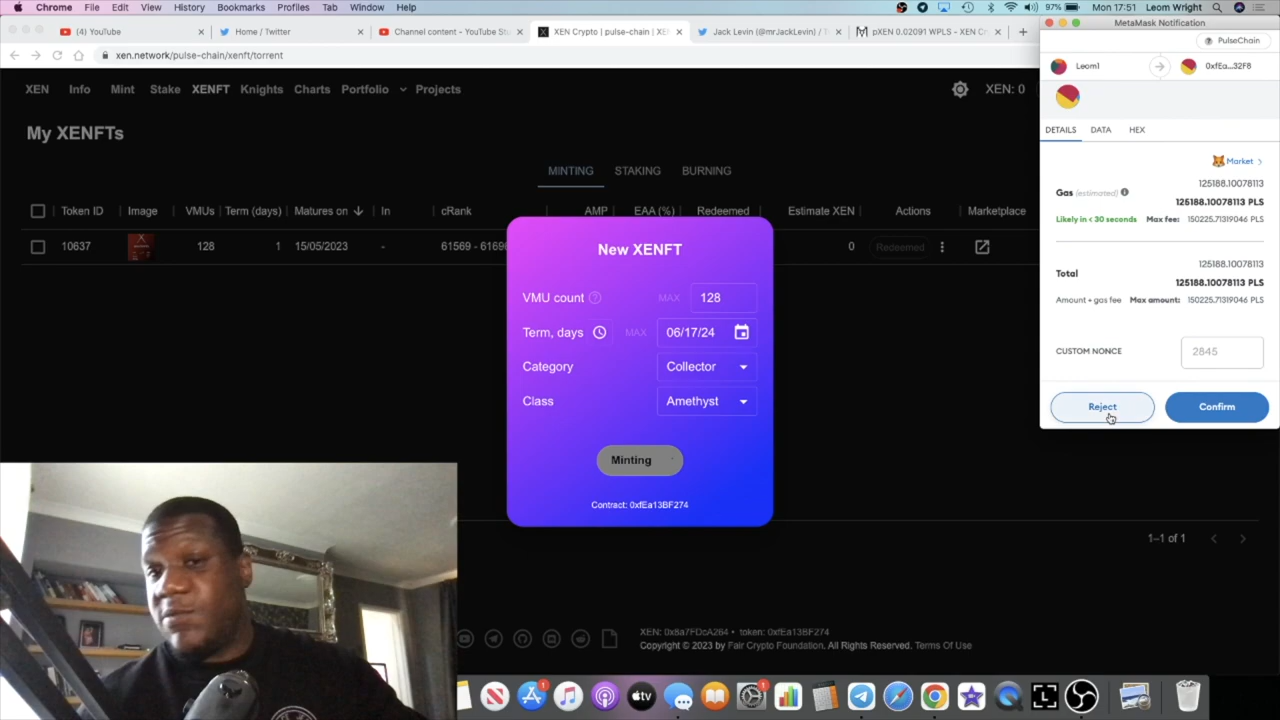 Chrome File Edit View History Bookmarks Profiles Tab Window Help 97% Mon 17:51 Leom Wright
(4) YouTube Home / Twitter Channel content - YouTube Stu XEN Crypto | pulse-chain | XE Jack Levin (@mrJackLevin) / T pXEN 0.02091 WPLS - XEN C
xen.network/pulse-chain/xenft/torrent
XEN Info Mint Stake XENFT Knights Charts Portfolio Projects XEN: 0
My XENFTs
MINTING STAKING BURNING
Token ID Image VMUs Term (days) Matures on In cRank AMP EAA (%) Redeemed Estimate XEN Actions Marketplace
10637 128 1 15/05/2023 - 61569 - 6169 0 Redeemed
New XENFT
VMU count MAX 128
Term, days MAX 06/17/24
Category Collector
Class Amethyst
Minting
Contract: 0xfEa13BF274
1–1 of 1
XEN: 0x8a7FDcA264 • token: 0xfEa13BF274
Copyright © 2023 by Fair Crypto Foundation. All Rights Reserved. Terms Of Use
MetaMask Notification
PulseChain
Leom1 0xfEa...32F8
DETAILS DATA HEX
Market
125188.10078113
Gas (estimated) 125188.10078113 PLS
Likely in < 30 seconds Max fee: 150225.71319046 PLS
125188.10078113
Total 125188.10078113 PLS
Amount + gas fee Max amount: 150225.71319046 PLS
CUSTOM NONCE 2845
Reject Confirm
tv